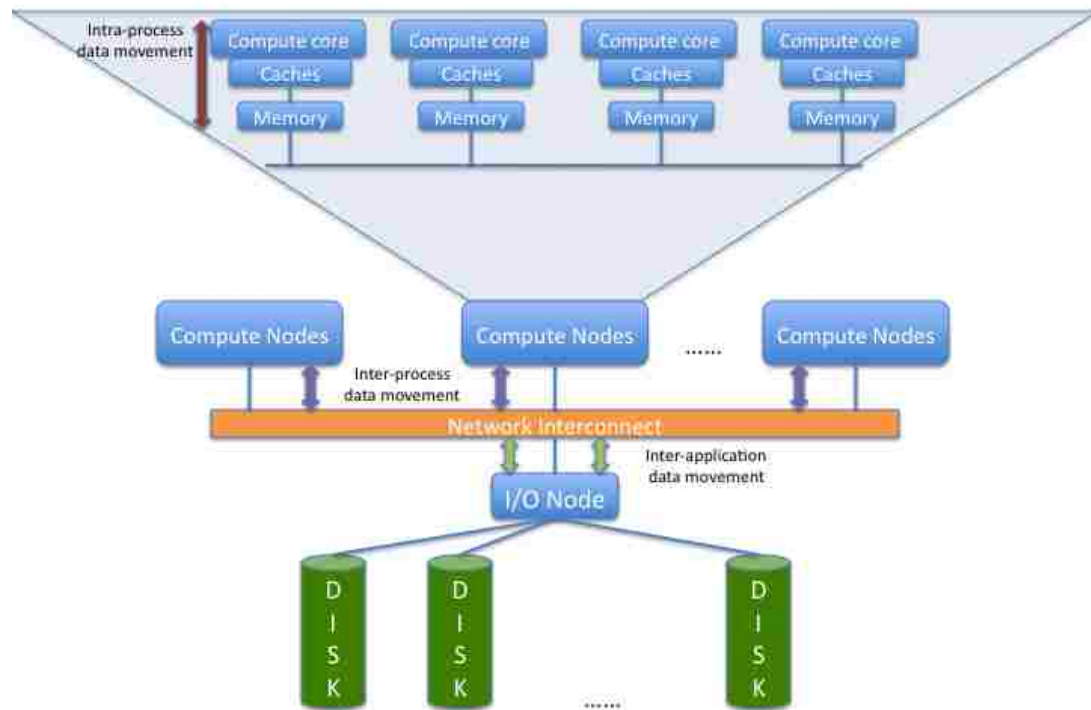 Intra-process
data movement
Compute core
Compute core
Compute core
Compute core
Caches
Caches
Caches
Caches
Memory
Memory
Memory
Memory
Compute Nodes
Compute Nodes
......
Compute Nodes
Inter-process
data movement
Network Interconnect
Inter-application
data movement
I/O Node
D
I
S
K
D
I
S
K
......
D
I
S
K